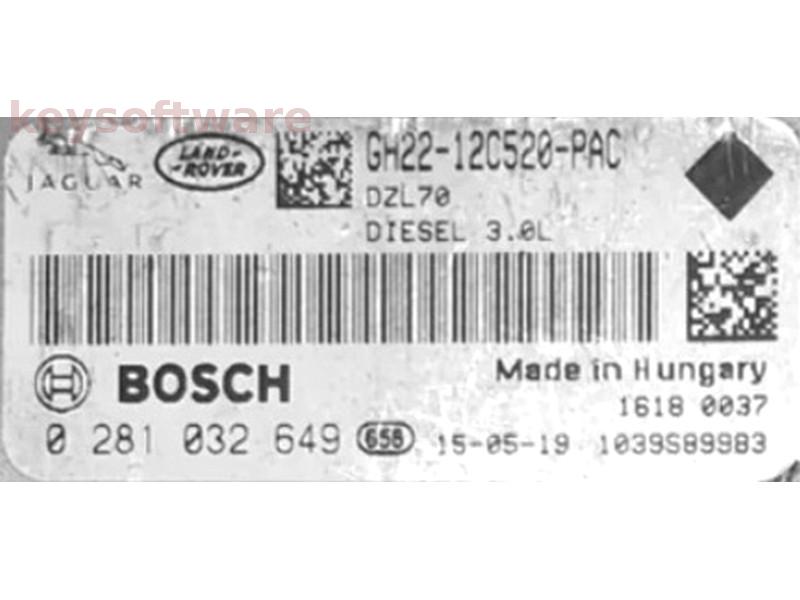 keysoftware
JAGUAR
LAND-
-ROVER
GH22-12C520-PAC
DZL70
DIESEL 3.0L
BOSCH
Made in Hungary
1618 0037
0 281 032 649 656 15-05-19 1039S89983